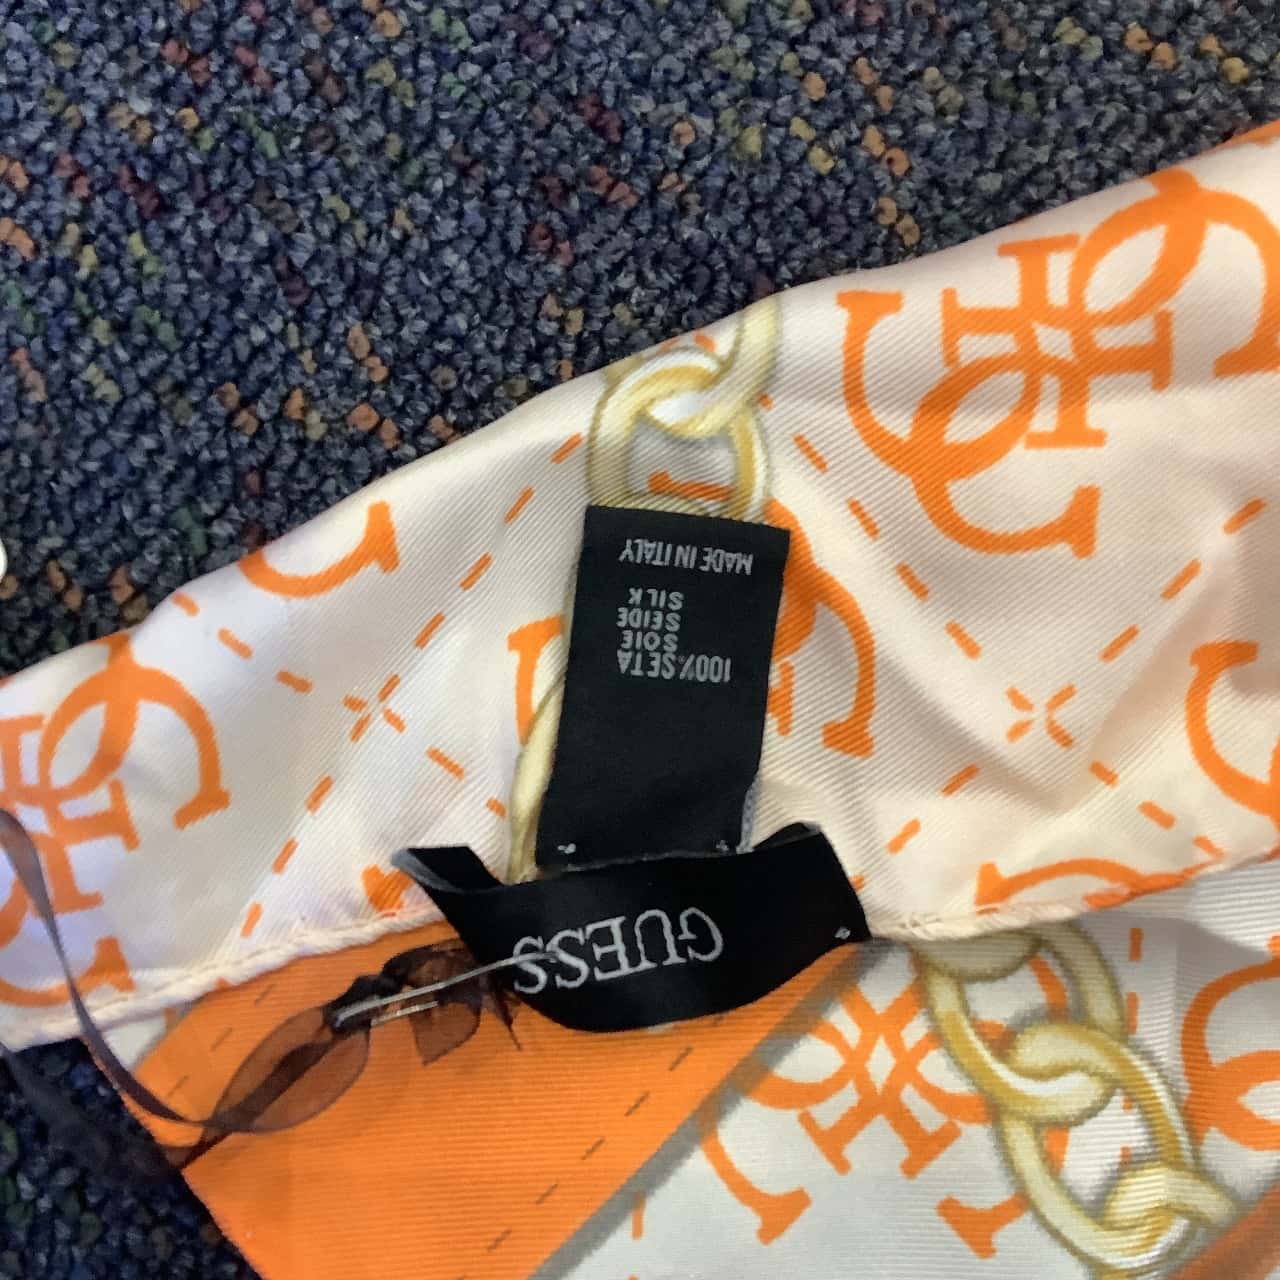 GUESS
100% SETA
SOIE
SEIDE
SILK
MADE IN ITALY